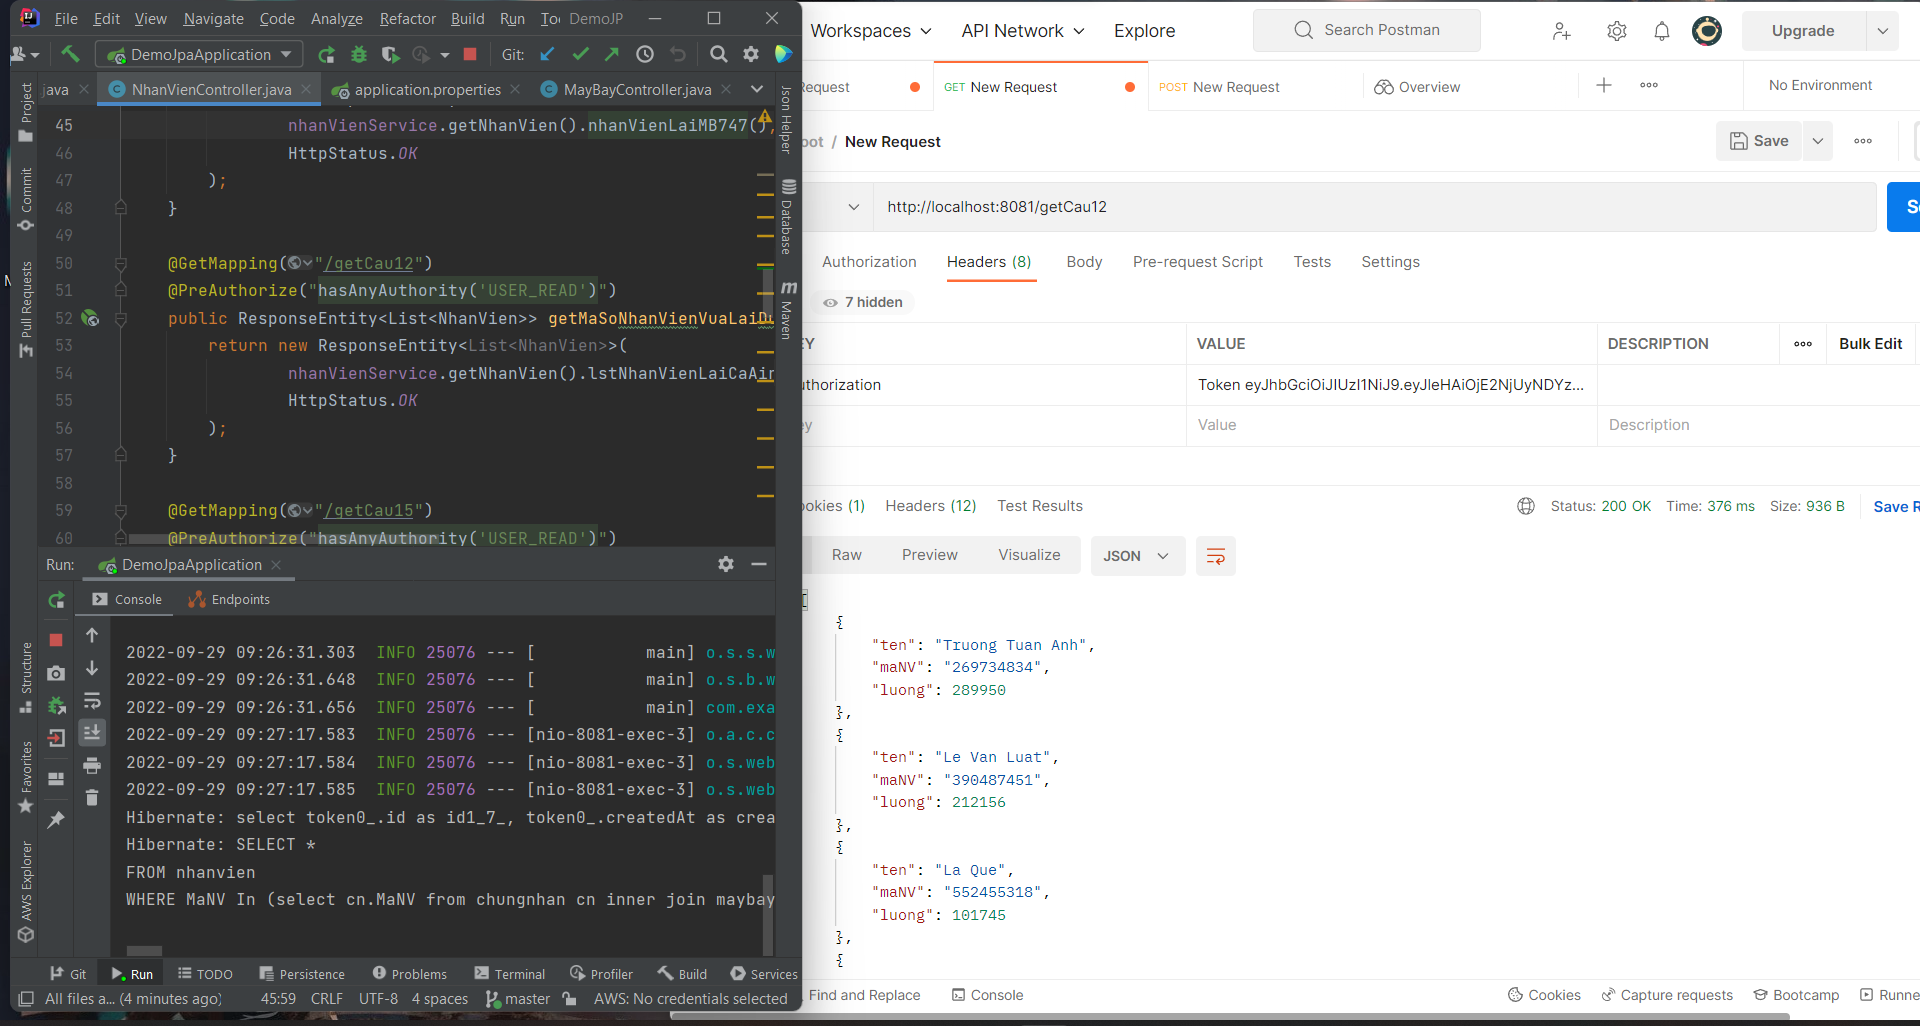 File Edit View Navigate Code Analyze Refactor Build Run DemoJP
DemoJpaApplication Git:
java NhanVienController.java application.properties MayBayController.java
45 nhanVienService.getNhanVien().nhanVienLaiMB747(),
46 HttpStatus.OK
47 );
48 }
49
50 @GetMapping("/getCau12")
51 @PreAuthorize("hasAnyAuthority('USER_READ')")
52 public ResponseEntity<List<NhanVien>> getMaSoNhanVienVuaLaiDu
53 return new ResponseEntity<List<NhanVien>>(
54 nhanVienService.getNhanVien().lstNhanVienLaiCaAir
55 HttpStatus.OK
56 );
57 }
58
59 @GetMapping("/getCau15")
60 @PreAuthorize("hasAnyAuthority('USER_READ')")
Project
Commit
Pull Requests
Structure
Favorites
AWS Explorer
Json Helper
Database
m Maven
Run: DemoJpaApplication
Console Endpoints
2022-09-29 09:26:31.303 INFO 25076 --- [ main] o.s.s.w
2022-09-29 09:26:31.648 INFO 25076 --- [ main] o.s.b.w
2022-09-29 09:26:31.656 INFO 25076 --- [ main] com.exa
2022-09-29 09:27:17.583 INFO 25076 --- [nio-8081-exec-3] o.a.c.c
2022-09-29 09:27:17.584 INFO 25076 --- [nio-8081-exec-3] o.s.web
2022-09-29 09:27:17.585 INFO 25076 --- [nio-8081-exec-3] o.s.web
Hibernate: select token0_.id as id1_7_, token0_.createdAt as crea
Hibernate: SELECT *
FROM nhanvien
WHERE MaNV In (select cn.MaNV from chungnhan cn inner join maybay
Git Run TODO Persistence Problems Terminal Profiler Build Services
All files a... (4 minutes ago) 45:59 CRLF UTF-8 4 spaces master AWS: No credentials selected
Workspaces API Network Explore Search Postman Upgrade
Request GET New Request POST New Request Overview No Environment
oot / New Request Save
http://localhost:8081/getCau12
Authorization Headers (8) Body Pre-request Script Tests Settings
7 hidden
EY VALUE DESCRIPTION Bulk Edit
uthorization Token eyJhbGciOiJIUzI1NiJ9.eyJleHAiOjE2NjUyNDYz...
ey Value Description
ookies (1) Headers (12) Test Results Status: 200 OK Time: 376 ms Size: 936 B Save R
Raw Preview Visualize JSON
[
{
"ten": "Truong Tuan Anh",
"maNV": "269734834",
"luong": 289950
},
{
"ten": "Le Van Luat",
"maNV": "390487451",
"luong": 212156
},
{
"ten": "La Que",
"maNV": "552455318",
"luong": 101745
},
{
Find and Replace Console Cookies Capture requests Bootcamp Runne